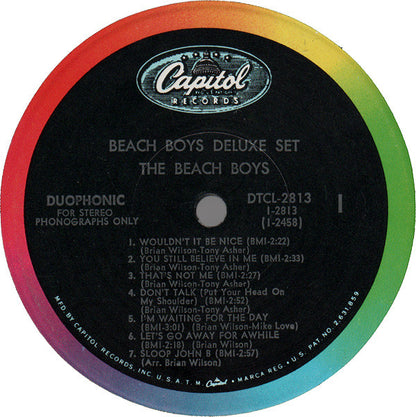 Capitol
RECORDS
BEACH BOYS DELUXE SET
THE BEACH BOYS
DUOPHONIC
FOR STEREO
PHONOGRAPHS ONLY
DTCL-2813
1-2813
(1-2458)
1
1. WOULDN'T IT BE NICE (BMI-2:22)
(Brian Wilson-Tony Asher)
2. YOU STILL BELIEVE IN ME (BMI-2:33)
(Brian Wilson-Tony Asher)
3. THAT'S NOT ME (BMI-2:27)
(Brian Wilson-Tony Asher)
4. DON'T TALK (Put Your Head On
My Shoulder) (BMI-2:52)
(Brian Wilson-Tony Asher)
5. I'M WAITING FOR THE DAY
(BMI-3:01) (Brian Wilson-Mike Love)
6. LET'S GO AWAY FOR AWHILE
(BMI-2:18) (Brian Wilson)
7. SLOOP JOHN B (BMI-2:57)
(Arr. Brian Wilson)
MFD. BY CAPITOL RECORDS, INC. U.S.A. T.M. Capitol MARCA REG. • U.S. PAT. NO. 2,631,859